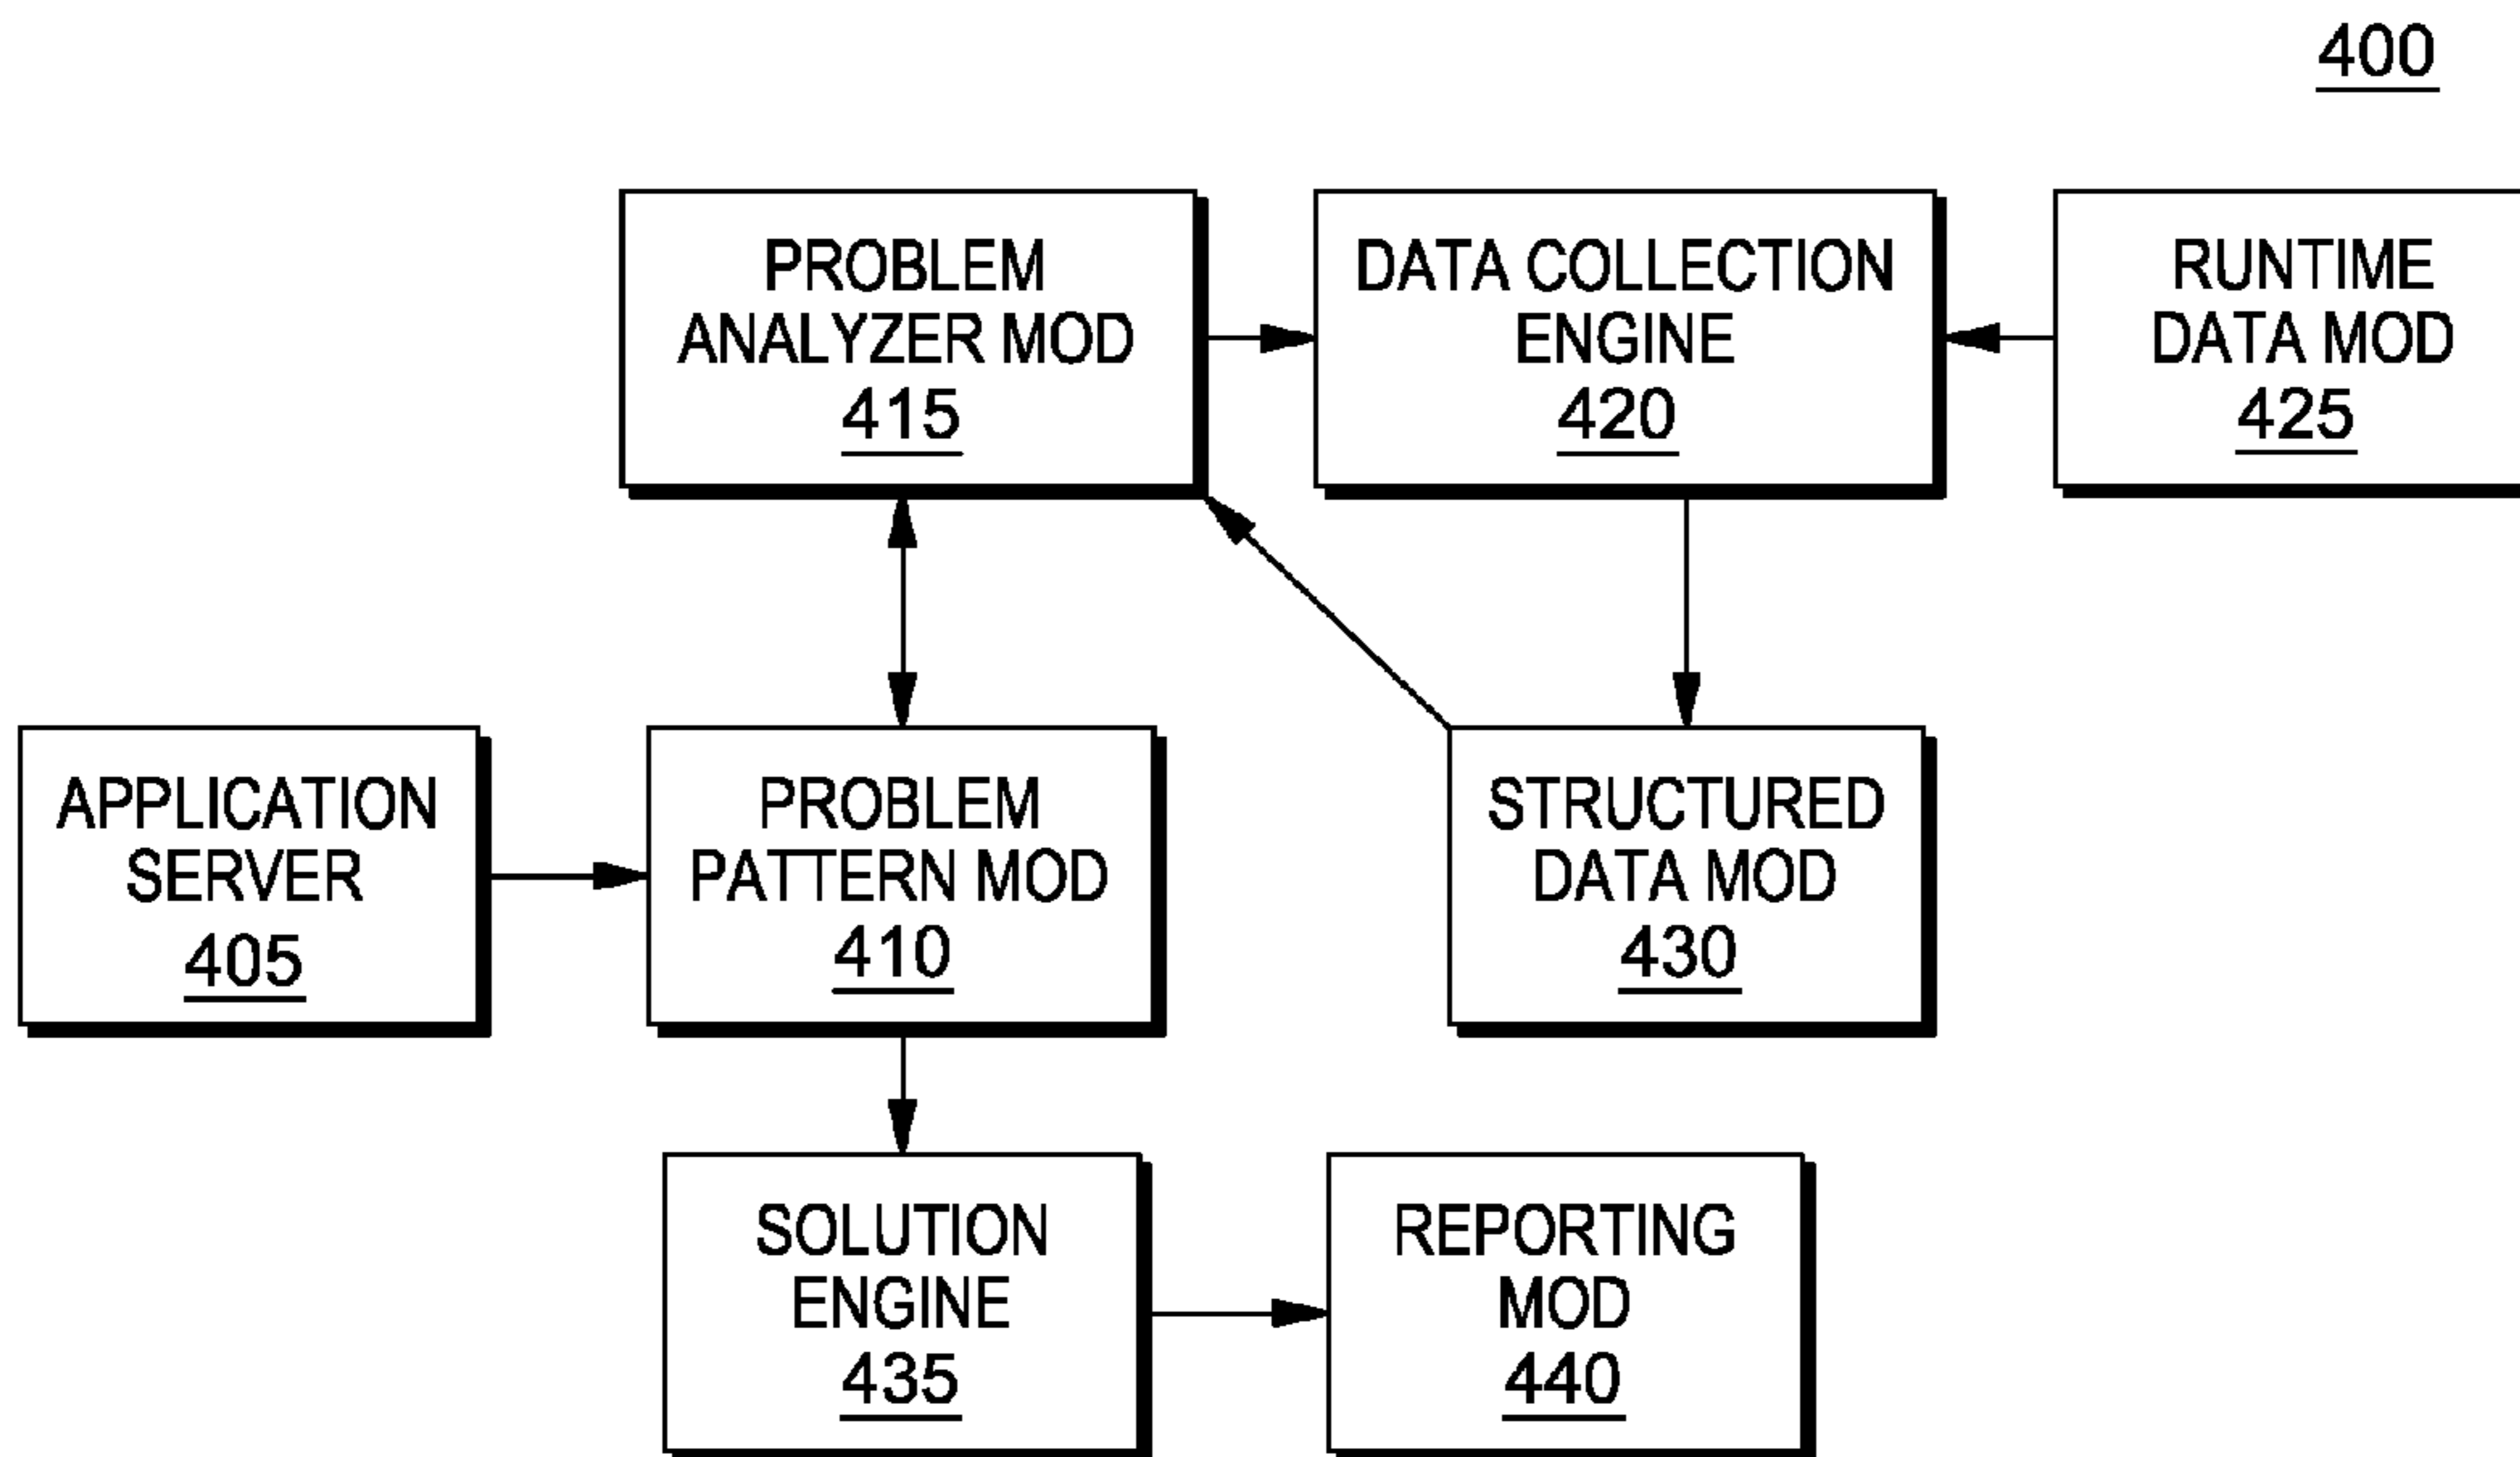 400
PROBLEM
ANALYZER MOD
415
DATA COLLECTION
ENGINE
420
RUNTIME
DATA MOD
425
APPLICATION
SERVER
405
PROBLEM
PATTERN MOD
410
STRUCTURED
DATA MOD
430
SOLUTION
ENGINE
435
REPORTING
MOD
440